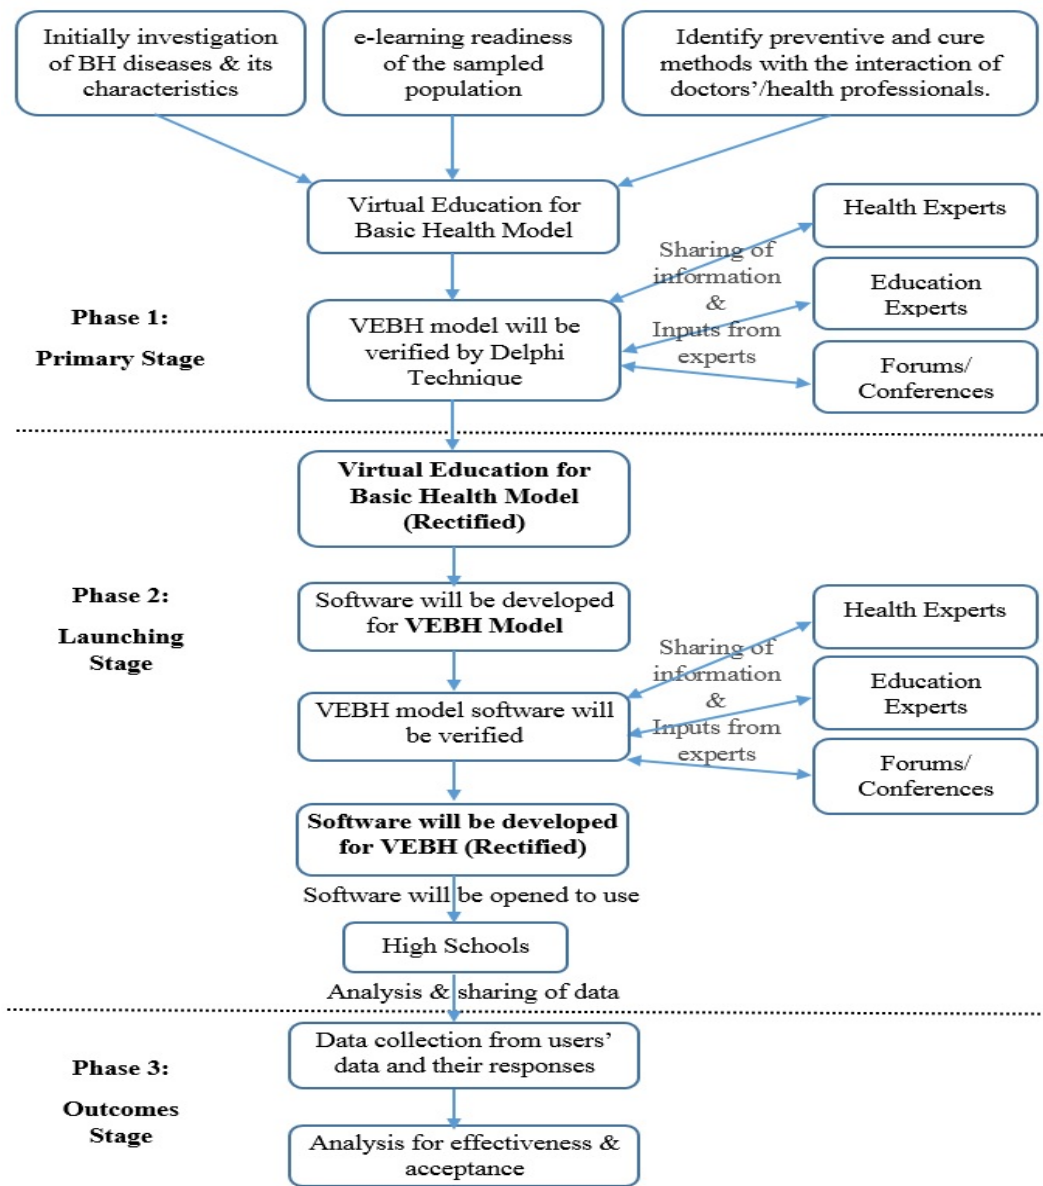 Initially investigation
of BH diseases & its
characteristics
e-learning readiness
of the sampled
population
Identify preventive and cure
methods with the interaction of
doctors’/health professionals.
Virtual Education for
Basic Health Model
Health Experts
Sharing of
information
&
Inputs from
experts
Education
Experts
Phase 1:
Primary Stage
VEBH model will be
verified by Delphi
Technique
Forums/
Conferences
Virtual Education for
Basic Health Model
(Rectified)
Phase 2:
Launching
Stage
Software will be developed
for VEBH Model
Health Experts
Sharing of
information
&
Inputs from
experts
Education
Experts
VEBH model software will
be verified
Forums/
Conferences
Software will be developed
for VEBH (Rectified)
Software will be opened to use
High Schools
Analysis & sharing of data
Phase 3:
Outcomes
Stage
Data collection from users’
data and their responses
Analysis for effectiveness &
acceptance